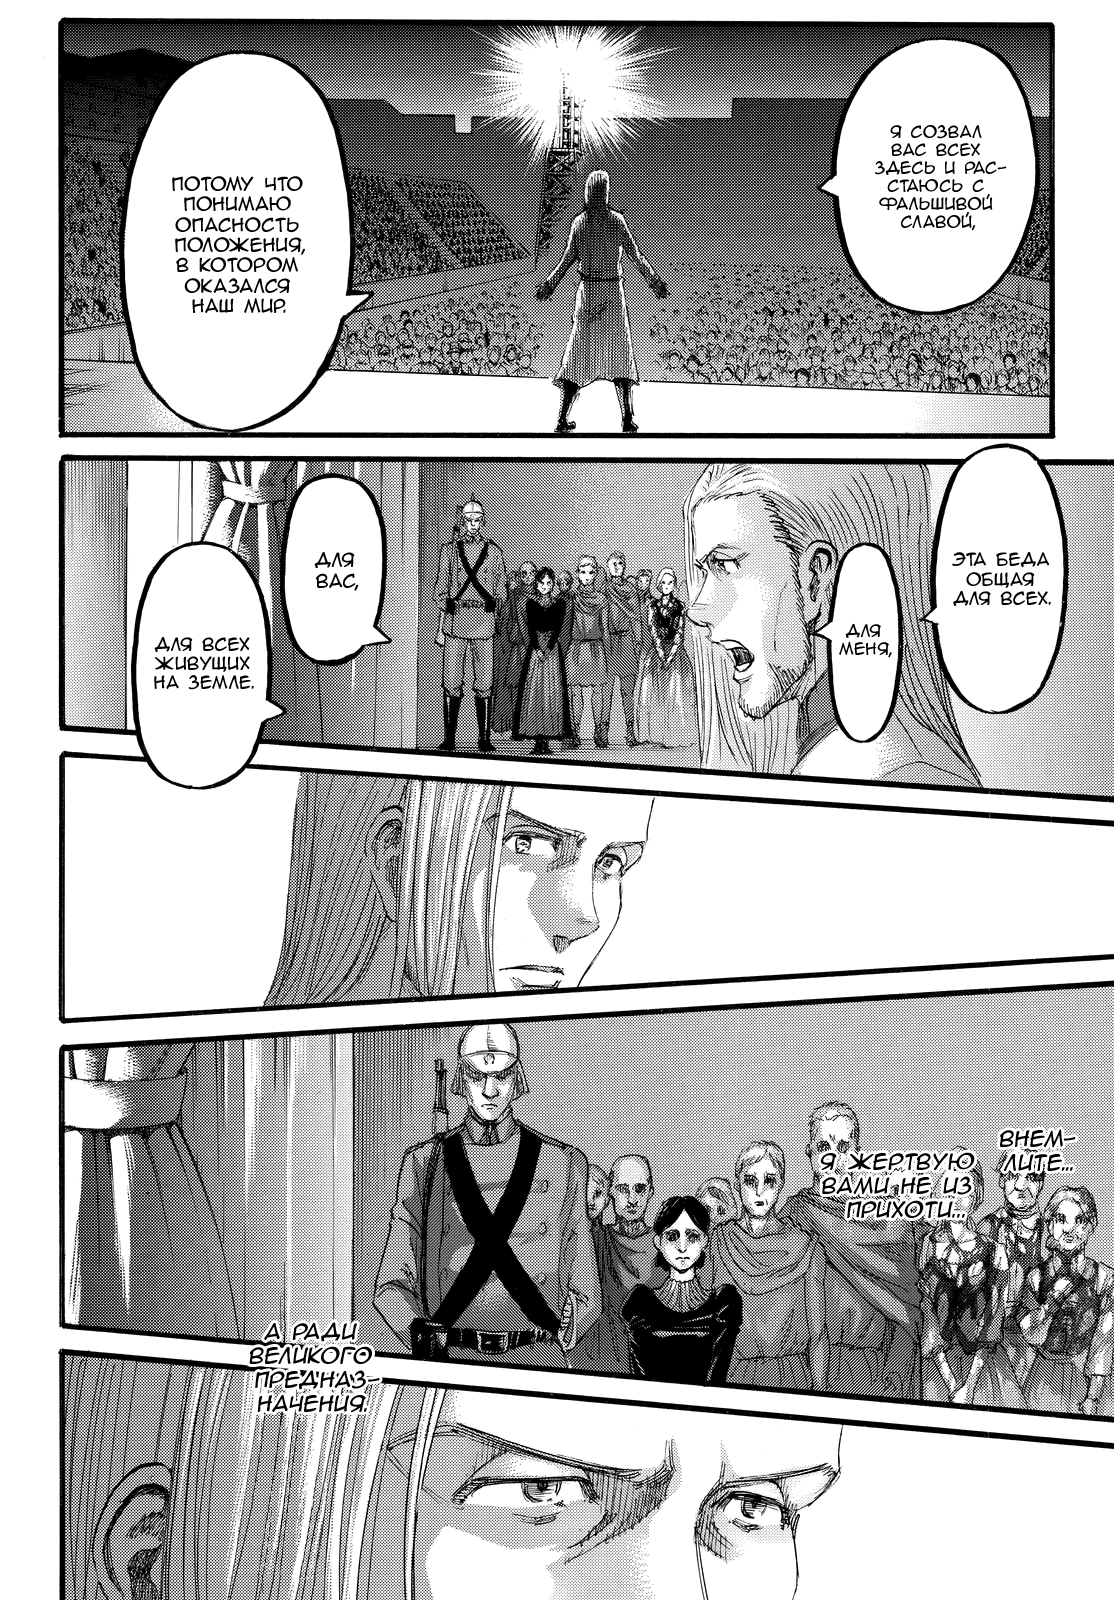 Я СОЗВАЛ
ВАС ВСЕХ
ЗДЕСЬ И РАС-
СТАЮСЬ С
ФАЛЬШИВОЙ
СЛАВОЙ,
ПОТОМУ ЧТО
ПОНИМАЮ
ОПАСНОСТЬ
ПОЛОЖЕНИЯ,
В КОТОРОМ
ОКАЗАЛСЯ
НАШ МИР.
ЭТА БЕДА
ОБЩАЯ
ДЛЯ ВСЕХ.
ДЛЯ
МЕНЯ,
ДЛЯ
ВАС,
ДЛЯ ВСЕХ
ЖИВУЩИХ
НА ЗЕМЛЕ.
ВНЕМ-
ЛИТЕ...
Я ЖЕРТВУЮ
ВАМИ НЕ ИЗ
ПРИХОТИ...
А РАДИ
ВЕЛИКОГО
ПРЕДНАЗ-
НАЧЕНИЯ.